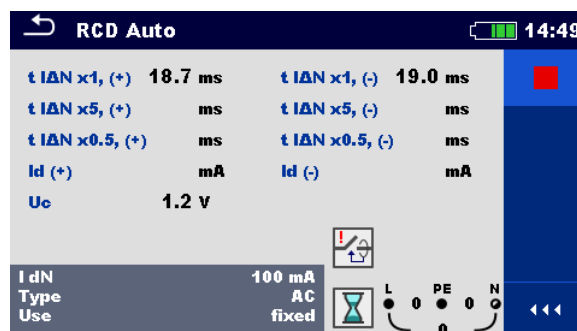 RCD Auto 14:49
t IΔN x1, (+) 18.7 ms t IΔN x1, (-) 19.0 ms
t IΔN x5, (+) ms t IΔN x5, (-) ms
t IΔN x0.5, (+) ms t IΔN x0.5, (-) ms
Id (+) mA Id (-) mA
Uc 1.2 V
!
I dN 100 mA
Type AC
Use fixed
L PE N
0 0
0